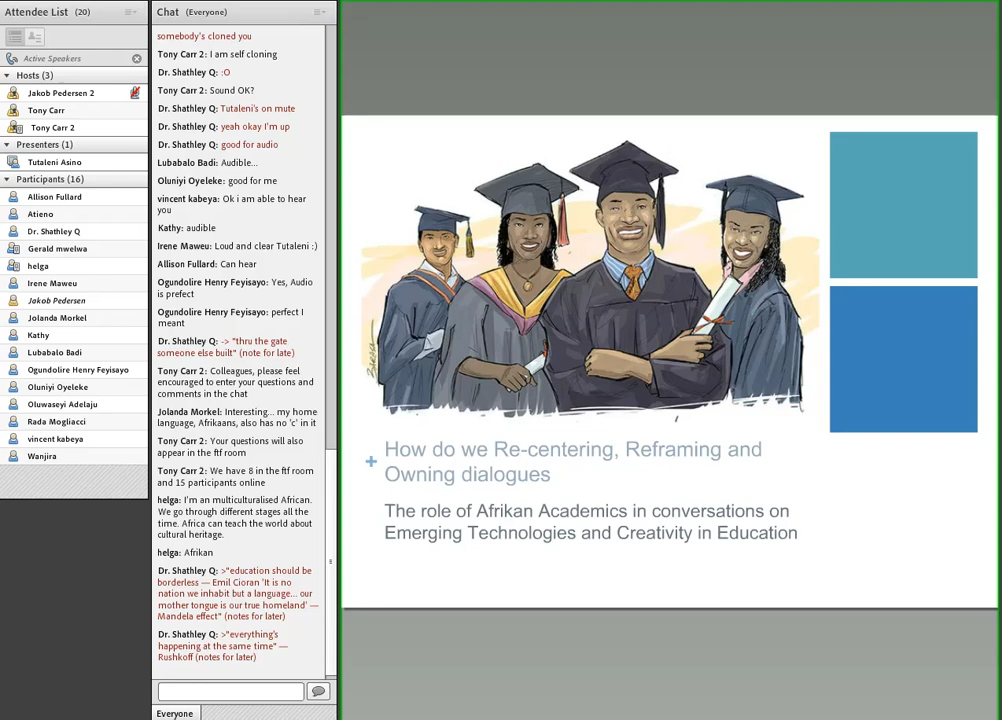 Attendee List (20)
Active Speakers
Hosts (3)
Jakob Pedersen 2
Tony Carr
Tony Carr 2
Presenters (1)
Tutaleni Asino
Participants (16)
Allison Fullard
Atieno
Dr. Shathley Q
Gerald mwelwa
helga
Irene Maweu
Jakob Pedersen
Jolanda Morkel
Kathy
Lubabalo Badi
Ogundolire Henry Feyisayo
Oluniyi Oyeleke
Oluwaseyi Adelaju
Rada Mogliacci
vincent kabeya
Wanjira
Chat (Everyone)
somebody's cloned you
Tony Carr 2: I am self cloning
Dr. Shathley Q: :O
Tony Carr 2: Sound OK?
Dr. Shathley Q: Tutaleni's on mute
Dr. Shathley Q: yeah okay I'm up
Dr. Shathley Q: good for audio
Lubabalo Badi: Audible...
Oluniyi Oyeleke: good for me
vincent kabeya: Ok i am able to hear
you
Kathy: audible
Irene Maweu: Loud and clear Tutaleni :)
Allison Fullard: Can hear
Ogundolire Henry Feyisayo: Yes, Audio
is prefect
Ogundolire Henry Feyisayo: perfect I
meant
Dr. Shathley Q: -> "thru the gate
someone else built" (note for late)
Tony Carr 2: Colleagues, please feel
encouraged to enter your questions and
comments in the chat
Jolanda Morkel: Interesting... my home
language, Afrikaans, also has no 'c' in it
Tony Carr 2: Your questions will also
appear in the ftf room
Tony Carr 2: We have 8 in the ftf room
and 15 participants online
helga: I'm an multiculturalised African.
We go through different stages all the
time. Africa can teach the world about
cultural heritage.
helga: Afrikan
Dr. Shathley Q: >"education should be
borderless — Emil Cioran 'It is no
nation we inhabit but a language... our
mother tongue is our true homeland' —
Mandela effect" (notes for later)
Dr. Shathley Q: >"everything's
happening at the same time" —
Rushkoff (notes for later)
Everyone
+ How do we Re-centering, Reframing and
Owning dialogues
The role of Afrikan Academics in conversations on
Emerging Technologies and Creativity in Education